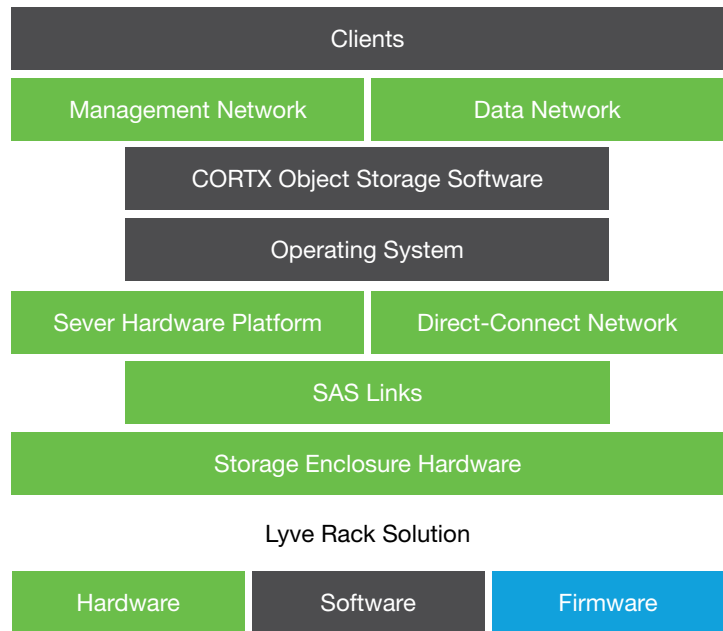 Clients
Management Network
Data Network
CORTX Object Storage Software
Operating System
Sever Hardware Platform
Direct-Connect Network
SAS Links
Storage Enclosure Hardware
Lyve Rack Solution
Hardware
Software
Firmware